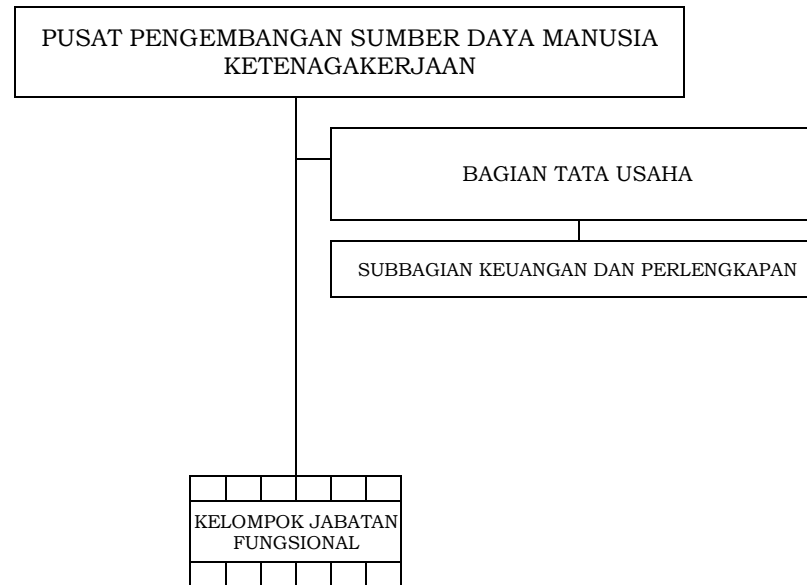 PUSAT PENGEMBANGAN SUMBER DAYA MANUSIA
KETENAGAKERJAAN
BAGIAN TATA USAHA
SUBBAGIAN KEUANGAN DAN PERLENGKAPAN
KELOMPOK JABATAN
FUNGSIONAL